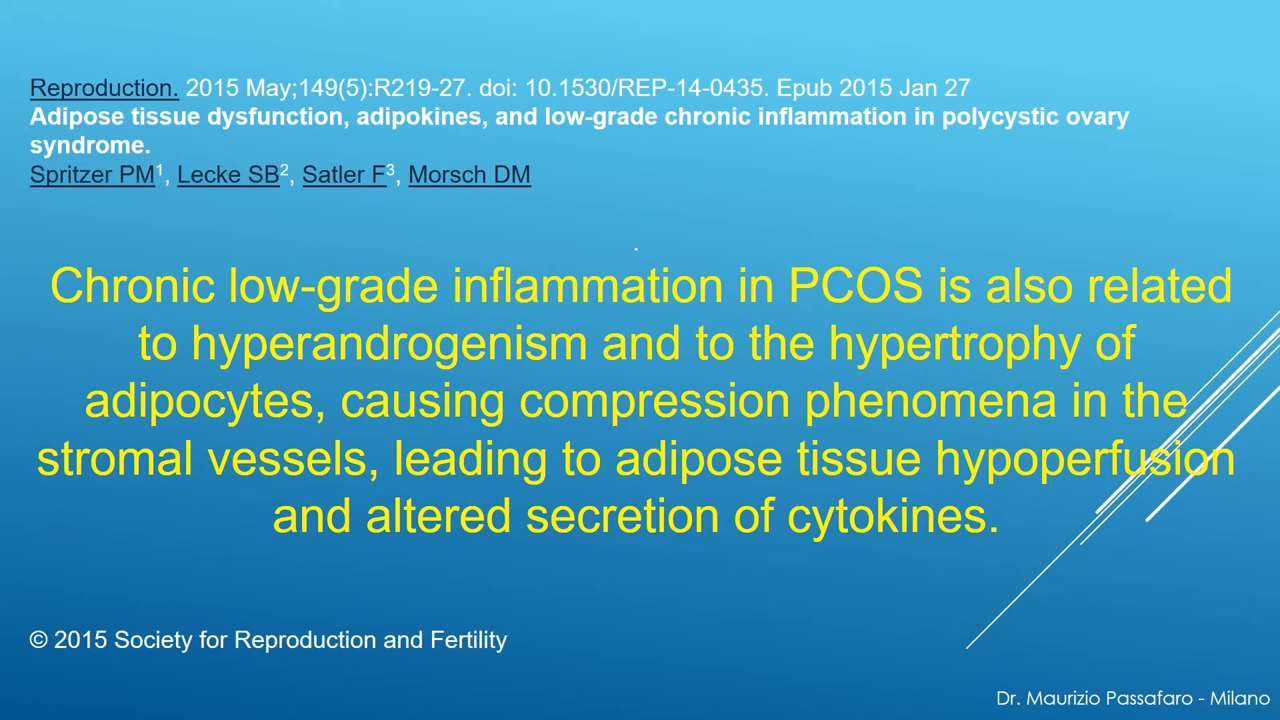 Reproduction. 2015 May;149(5):R219-27. doi: 10.1530/REP-14-0435. Epub 2015 Jan 27
Adipose tissue dysfunction, adipokines, and low-grade chronic inflammation in polycystic ovary
syndrome.
Spritzer PM1, Lecke SB2, Satler F3, Morsch DM
.
Chronic low-grade inflammation in PCOS is also related
to hyperandrogenism and to the hypertrophy of
adipocytes, causing compression phenomena in the
stromal vessels, leading to adipose tissue hypoperfusion
and altered secretion of cytokines.
© 2015 Society for Reproduction and Fertility
Dr. Maurizio Passafaro - Milano